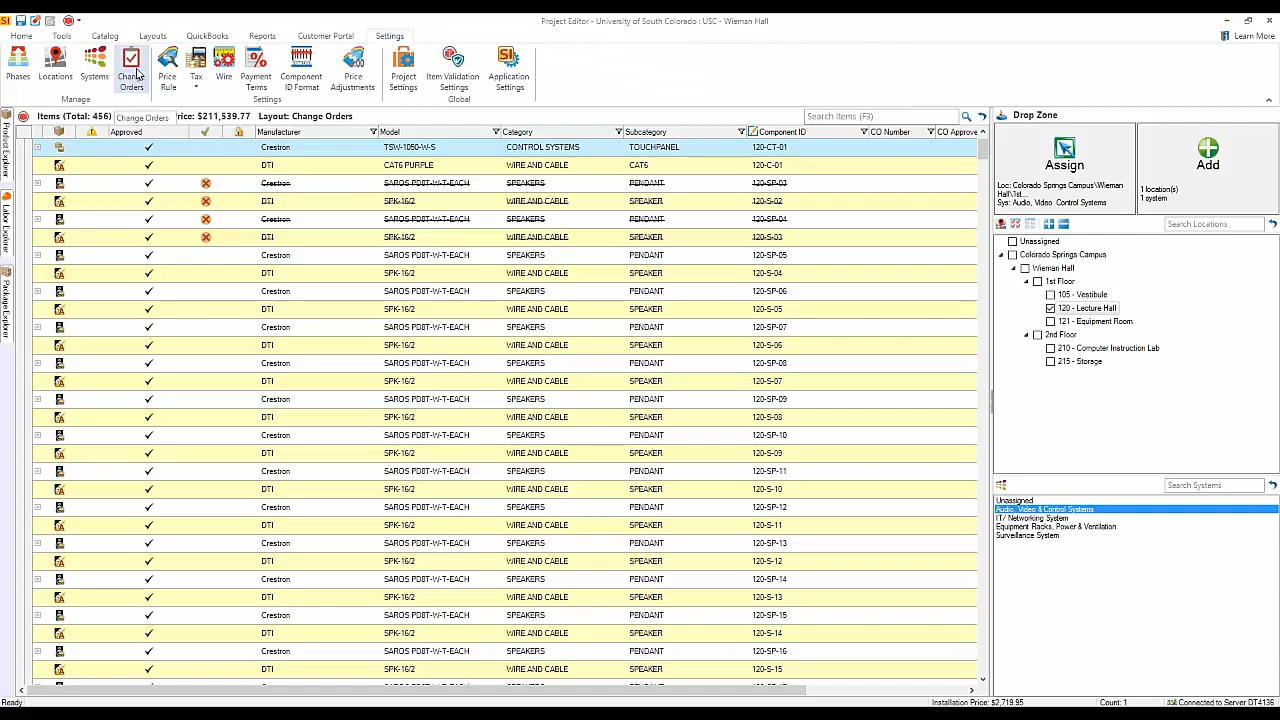 SI
Project Editor - University of South Colorado : USC - Wieman Hall
Home Tools Catalog Layouts QuickBooks Reports Customer Portal Settings
Learn More
Phases Locations Systems Change Orders Price Rule Tax Wire Payment Terms Component ID Format Price Adjustments Project Settings Item Validation Settings Application Settings
Manage Settings Global
Items (Total: 456) Change Orders rice: $211,539.77 Layout: Change Orders Search Items (F3)
Approved Manufacturer Model Category Subcategory Component ID CO Number CO Approve
Crestron TSW-1050-W-S CONTROL SYSTEMS TOUCHPANEL 120-CT-01
DTI CAT6 PURPLE WIRE AND CABLE CAT6 120-C-01
Crestron SAROS PD8T-W-T-EACH SPEAKERS PENDANT 120-SP-03
DTI SPK-16/2 WIRE AND CABLE SPEAKER 120-S-02
Crestron SAROS PD8T-W-T-EACH SPEAKERS PENDANT 120-SP-04
DTI SPK-16/2 WIRE AND CABLE SPEAKER 120-S-03
Crestron SAROS PD8T-W-T-EACH SPEAKERS PENDANT 120-SP-05
DTI SPK-16/2 WIRE AND CABLE SPEAKER 120-S-04
Crestron SAROS PD8T-W-T-EACH SPEAKERS PENDANT 120-SP-06
DTI SPK-16/2 WIRE AND CABLE SPEAKER 120-S-05
Crestron SAROS PD8T-W-T-EACH SPEAKERS PENDANT 120-SP-07
DTI SPK-16/2 WIRE AND CABLE SPEAKER 120-S-06
Crestron SAROS PD8T-W-T-EACH SPEAKERS PENDANT 120-SP-08
DTI SPK-16/2 WIRE AND CABLE SPEAKER 120-S-07
Crestron SAROS PD8T-W-T-EACH SPEAKERS PENDANT 120-SP-09
DTI SPK-16/2 WIRE AND CABLE SPEAKER 120-S-08
Crestron SAROS PD8T-W-T-EACH SPEAKERS PENDANT 120-SP-10
DTI SPK-16/2 WIRE AND CABLE SPEAKER 120-S-09
Crestron SAROS PD8T-W-T-EACH SPEAKERS PENDANT 120-SP-11
DTI SPK-16/2 WIRE AND CABLE SPEAKER 120-S-10
Crestron SAROS PD8T-W-T-EACH SPEAKERS PENDANT 120-SP-12
DTI SPK-16/2 WIRE AND CABLE SPEAKER 120-S-11
Crestron SAROS PD8T-W-T-EACH SPEAKERS PENDANT 120-SP-13
DTI SPK-16/2 WIRE AND CABLE SPEAKER 120-S-12
Crestron SAROS PD8T-W-T-EACH SPEAKERS PENDANT 120-SP-14
DTI SPK-16/2 WIRE AND CABLE SPEAKER 120-S-13
Crestron SAROS PD8T-W-T-EACH SPEAKERS PENDANT 120-SP-15
DTI SPK-16/2 WIRE AND CABLE SPEAKER 120-S-14
Crestron SAROS PD8T-W-T-EACH SPEAKERS PENDANT 120-SP-16
DTI SPK-16/2 WIRE AND CABLE SPEAKER 120-S-15
Product Explorer
Labor Explorer
Package Explorer
Drop Zone
Assign
Loc: Colorado Springs Campus\Wieman
Hall\1st...
Sys: Audio, Video Control Systems
Add
1 location(s)
1 system
Search Locations
Unassigned
Colorado Springs Campus
Wieman Hall
1st Floor
105 - Vestibule
120 - Lecture Hall
121 - Equipment Room
2nd Floor
210 - Computer Instruction Lab
215 - Storage
Search Systems
Unassigned
Audio, Video & Control Systems
IT/ Networking System
Equipment Racks, Power & Ventilation
Surveillance System
Ready Installation Price: $2,719.95 Count: 1 Connected to Server DT4136